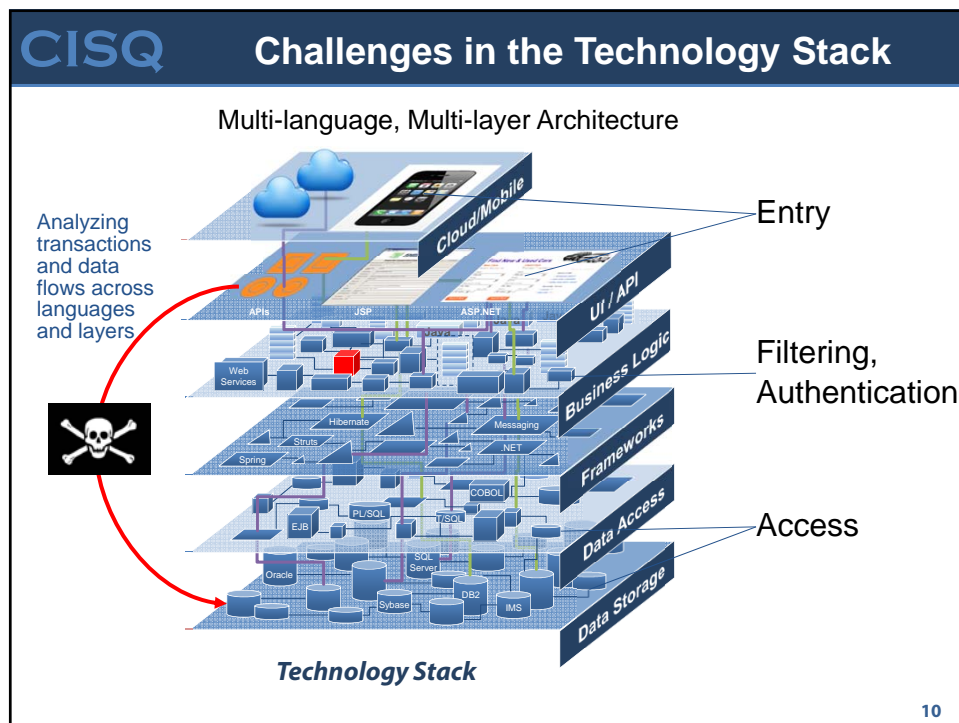 CISQ
Challenges in the Technology Stack
Multi-language, Multi-layer Architecture
Analyzing
transactions
and data
flows across
languages
and layers
Cloud/Mobile
Entry
APIs
JSP
ASP.NET
UI / API
Java
Web
Services
Business Logic
Filtering,
Authentication
Hibernate
Messaging
Struts
.NET
Spring
Frameworks
COBOL
PL/SQL
T/SQL
EJB
Data Access
Access
SQL
Server
Oracle
DB2
Sybase
IMS
Data Storage
Technology Stack
10